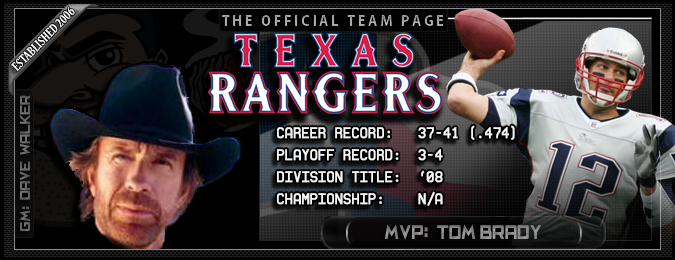 ESTABLISHED 2006
THE OFFICIAL TEAM PAGE
TEXAS
RANGERS
CAREER RECORD: 37-41 (.474)
PLAYOFF RECORD: 3-4
DIVISION TITLE: '08
CHAMPIONSHIP: N/A
GM: DAVE WALKER
12
MVP: TOM BRADY